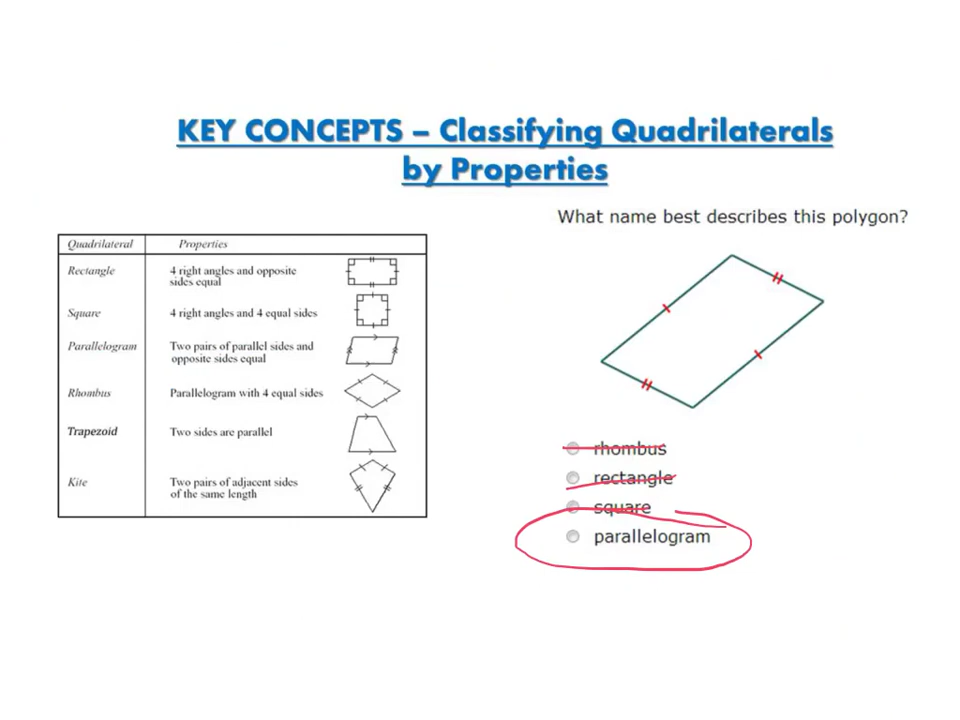 KEY CONCEPTS – Classifying Quadrilaterals
by Properties
What name best describes this polygon?
Quadrilateral Properties
Rectangle 4 right angles and opposite
sides equal
Square 4 right angles and 4 equal sides
Parallelogram Two pairs of parallel sides and
opposite sides equal
Rhombus Parallelogram with 4 equal sides
Trapezoid Two sides are parallel
Kite Two pairs of adjacent sides
of the same length
rhombus
rectangle
square
parallelogram